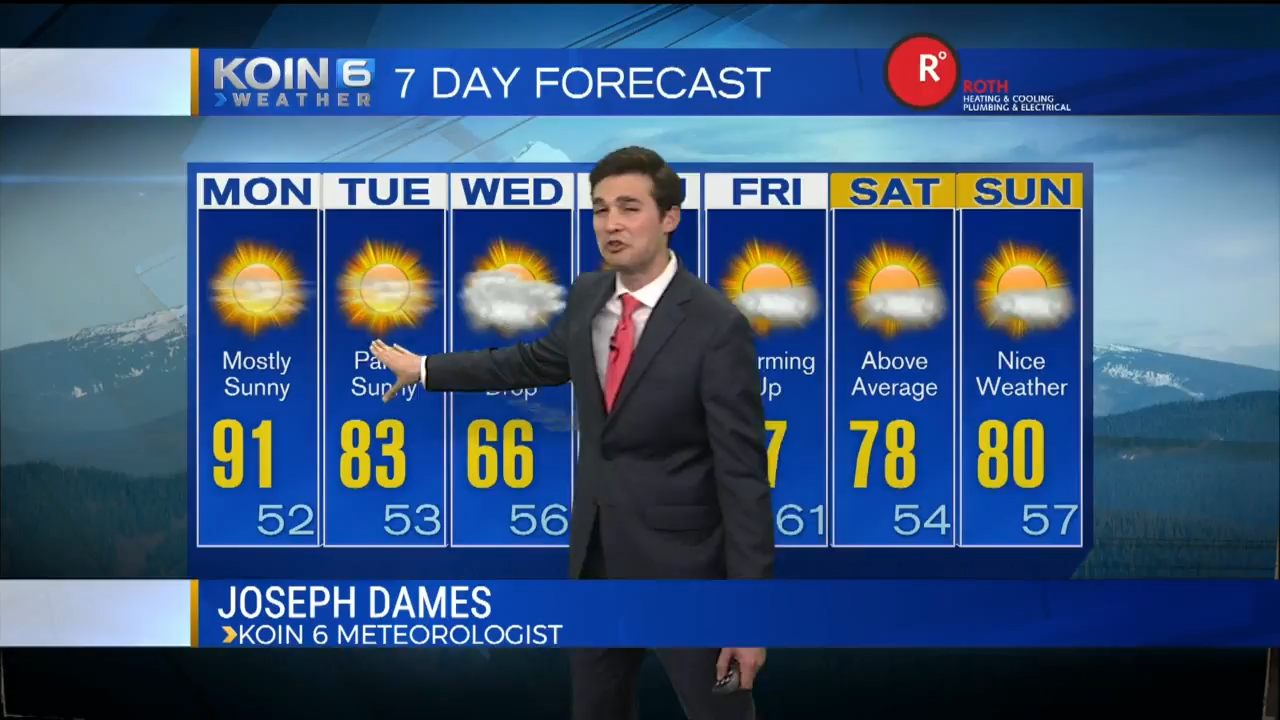 KOIN 6
WEATHER
7 DAY FORECAST
R°
ROTH
HEATING & COOLING
PLUMBING & ELECTRICAL
MON TUE WED FRI SAT SUN
Mostly
Sunny
Sunny
Drop
Above
Average
Nice
Weather
91 83 66 78 80
52 53 56 61 54 57
JOSEPH DAMES
KOIN 6 METEOROLOGIST